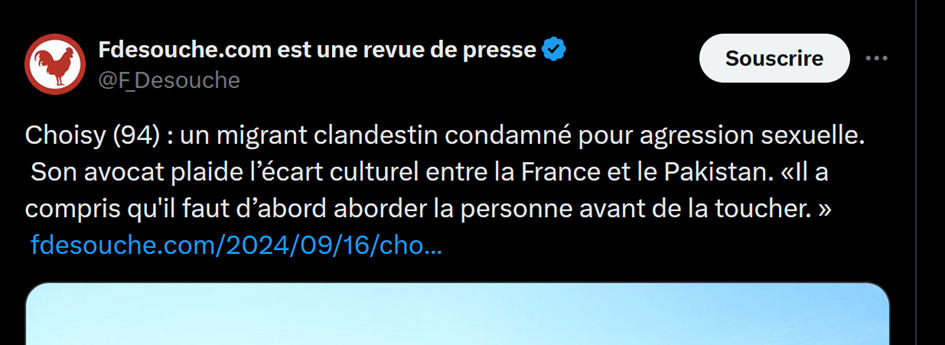 Fdesouche.com est une revue de presse
@F_Desouche
Souscrire
Choisy (94) : un migrant clandestin condamné pour agression sexuelle.
Son avocat plaide l’écart culturel entre la France et le Pakistan. «Il a
compris qu'il faut d’abord aborder la personne avant de la toucher. »
fdesouche.com/2024/09/16/cho…